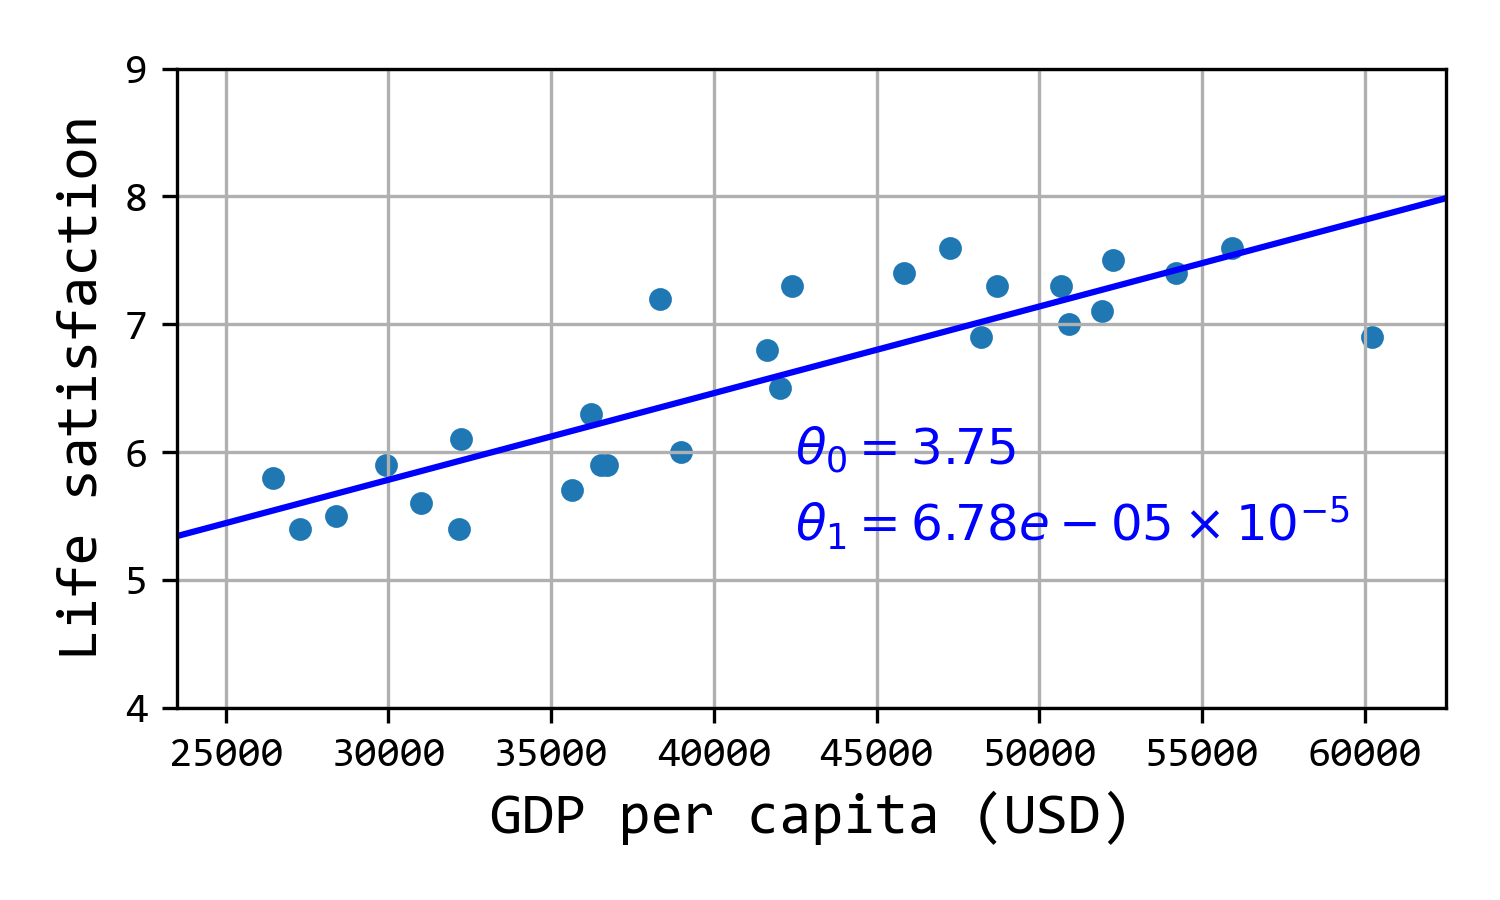 9
8
7
6
5
4
Life satisfaction
θ₀ = 3.75
θ₁ = 6.78e − 05 × 10⁻⁵
25000 30000 35000 40000 45000 50000 55000 60000
GDP per capita (USD)